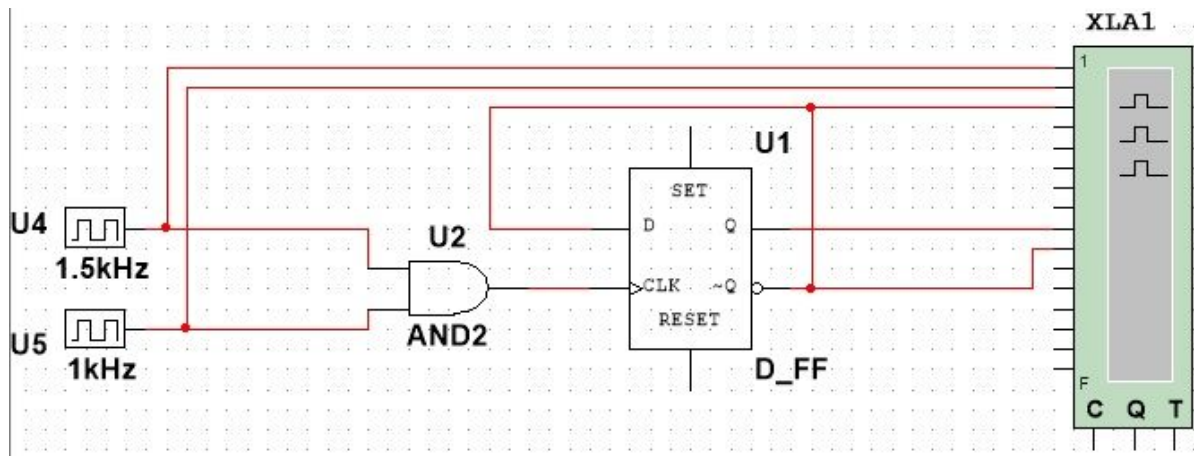 XLA1
1
U1
SET
U4
U2
D Q
1.5kHz
CLK ~Q
AND2
RESET
U5
1kHz
D_FF
F
C Q T